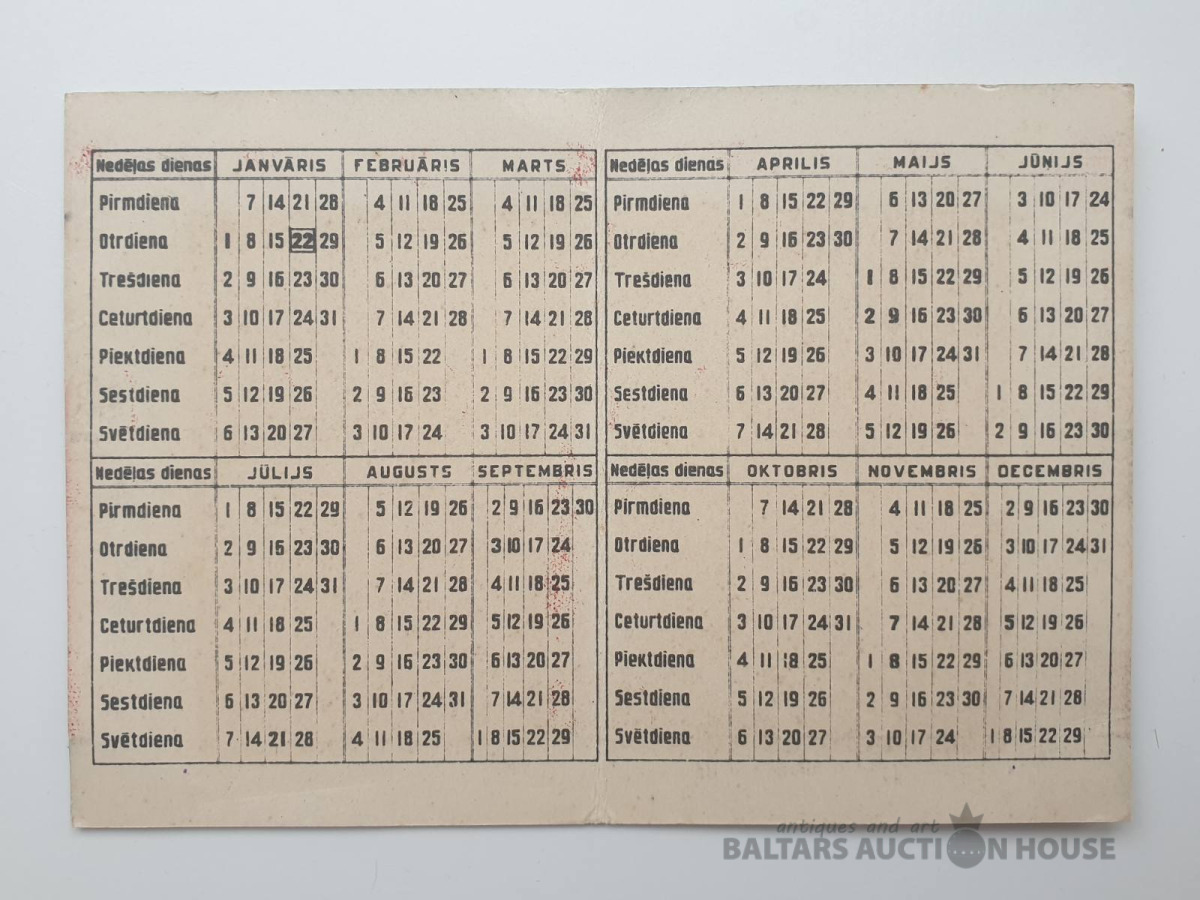 Nedēļas dienas JANVĀRIS FEBRUĀRIS MARTS
Pirmdiena 7 14 21 28 4 11 18 25 4 11 18 25
Otrdiena 1 8 15 22 29 5 12 19 26 5 12 19 26
Trešdiena 2 9 16 23 30 6 13 20 27 6 13 20 27
Ceturtdiena 3 10 17 24 31 7 14 21 28 7 14 21 28
Piektdiena 4 11 18 25 1 8 15 22 1 8 15 22 29
Sestdiena 5 12 19 26 2 9 16 23 2 9 16 23 30
Svētdiena 6 13 20 27 3 10 17 24 3 10 17 24 31
Nedēļas dienas JŪLIJS AUGUSTS SEPTEMBRIS
Pirmdiena 1 8 15 22 29 5 12 19 26 2 9 16 23 30
Otrdiena 2 9 16 23 30 6 13 20 27 3 10 17 24
Trešdiena 3 10 17 24 31 7 14 21 28 4 11 18 25
Ceturtdiena 4 11 18 25 1 8 15 22 29 5 12 19 26
Piektdiena 5 12 19 26 2 9 16 23 30 6 13 20 27
Sestdiena 6 13 20 27 3 10 17 24 31 7 14 21 28
Svētdiena 7 14 21 28 4 11 18 25 1 8 15 22 29
Nedēļas dienas APRILIS MAIJS JŪNIJS
Pirmdiena 1 8 15 22 29 6 13 20 27 3 10 17 24
Otrdiena 2 9 16 23 30 7 14 21 28 4 11 18 25
Trešdiena 3 10 17 24 1 8 15 22 29 5 12 19 26
Ceturtdiena 4 11 18 25 2 9 16 23 30 6 13 20 27
Piektdiena 5 12 19 26 3 10 17 24 31 7 14 21 28
Sestdiena 6 13 20 27 4 11 18 25 1 8 15 22 29
Svētdiena 7 14 21 28 5 12 19 26 2 9 16 23 30
Nedēļas dienas OKTOBRIS NOVEMBRIS DECEMBRIS
Pirmdiena 7 14 21 28 4 11 18 25 2 9 16 23 30
Otrdiena 1 8 15 22 29 5 12 19 26 3 10 17 24 31
Trešdiena 2 9 16 23 30 6 13 20 27 4 11 18 25
Ceturtdiena 3 10 17 24 31 7 14 21 28 5 12 19 26
Piektdiena 4 11 18 25 1 8 15 22 29 6 13 20 27
Sestdiena 5 12 19 26 2 9 16 23 30 7 14 21 28
Svētdiena 6 13 20 27 3 10 17 24 1 8 15 22 29
antiques and art
BALTARS AUCTION HOUSE